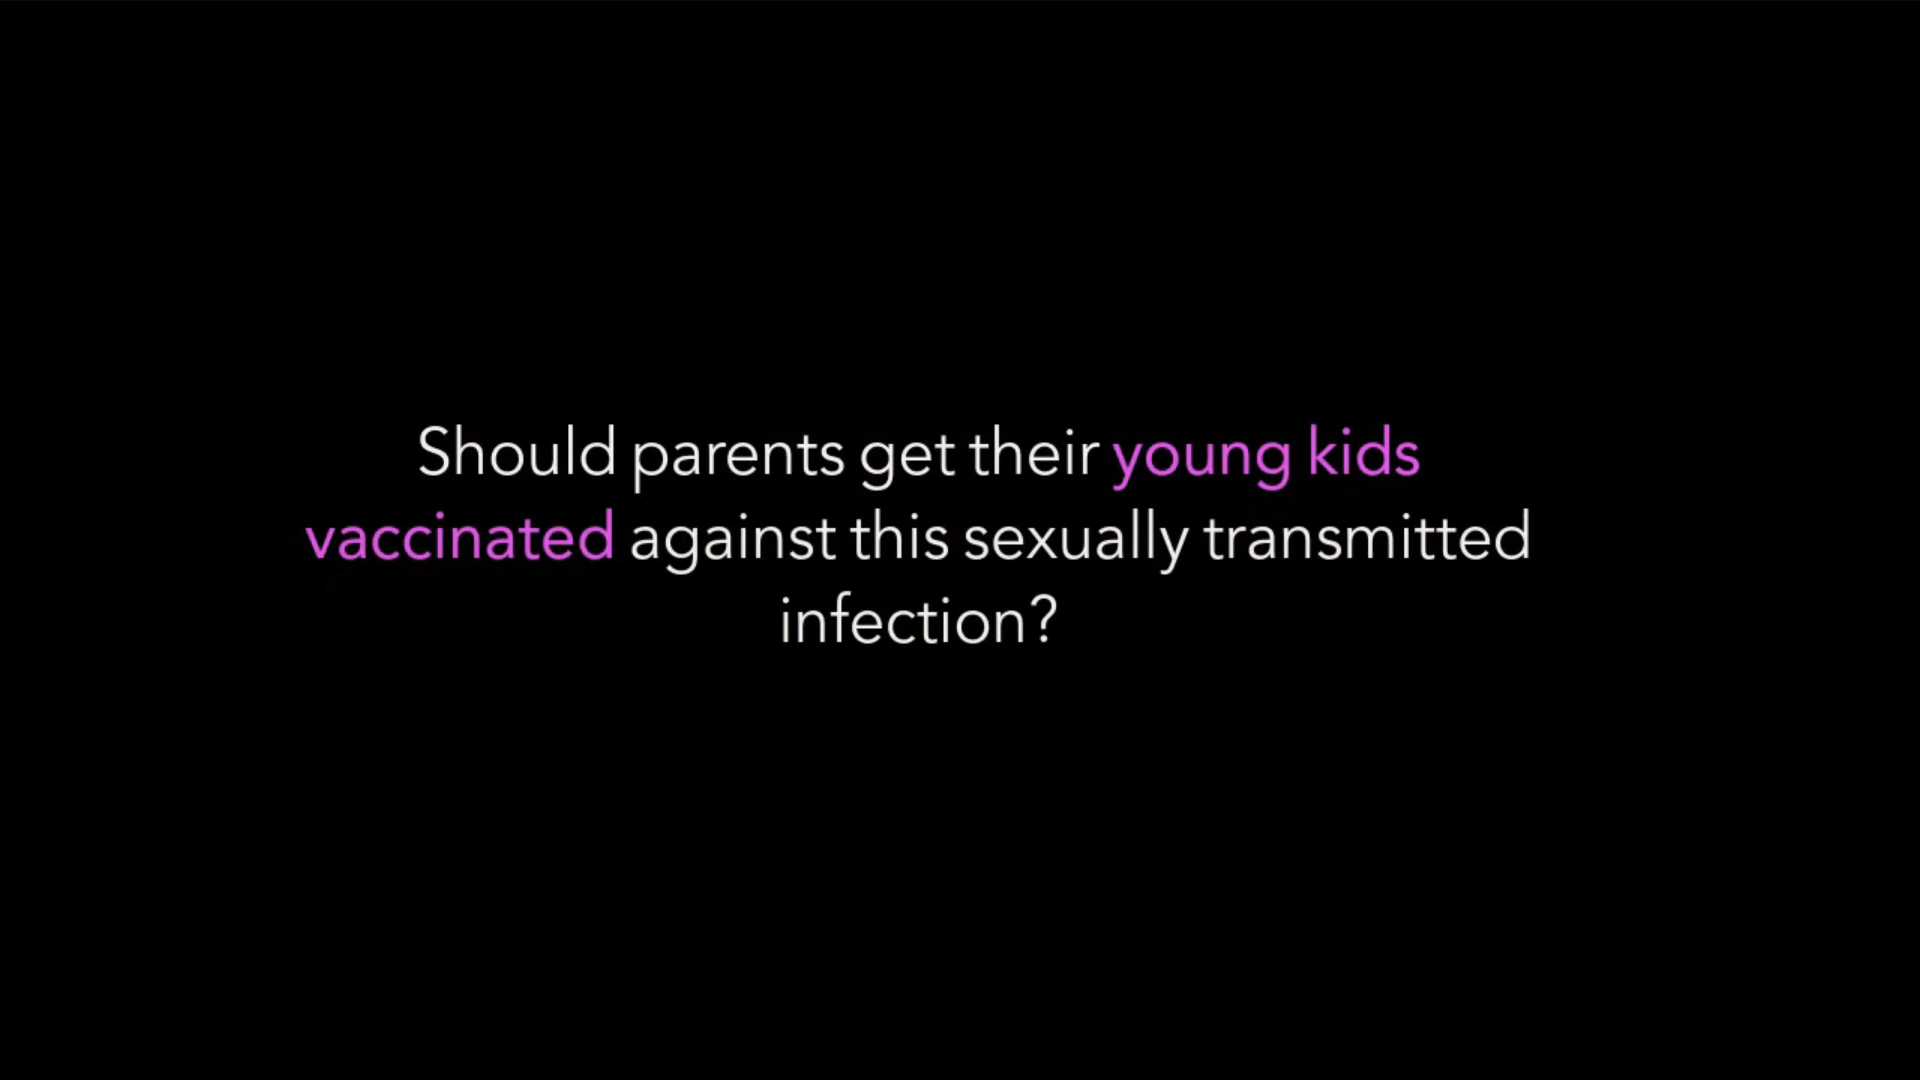 Should parents get their young kids
vaccinated against this sexually transmitted
infection?